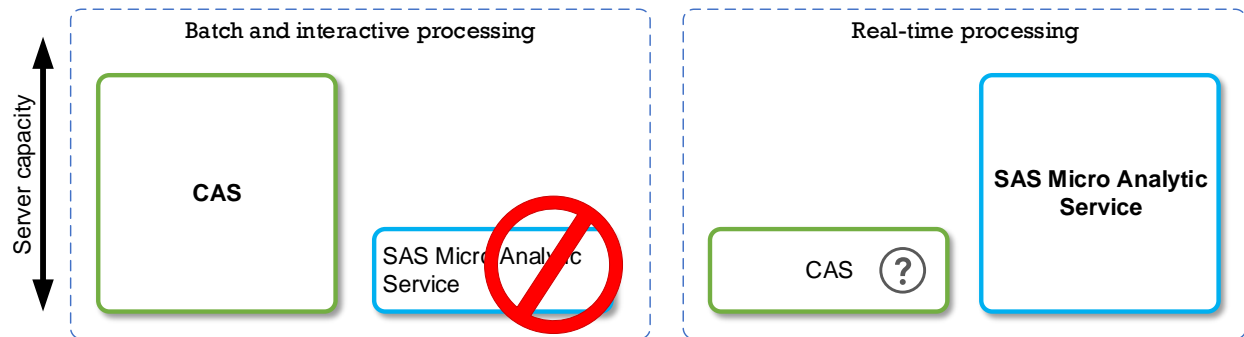 Batch and interactive processing
Real-time processing
Server capacity
CAS
SAS Micro Analytic
Service
CAS
?
SAS Micro Analytic
Service